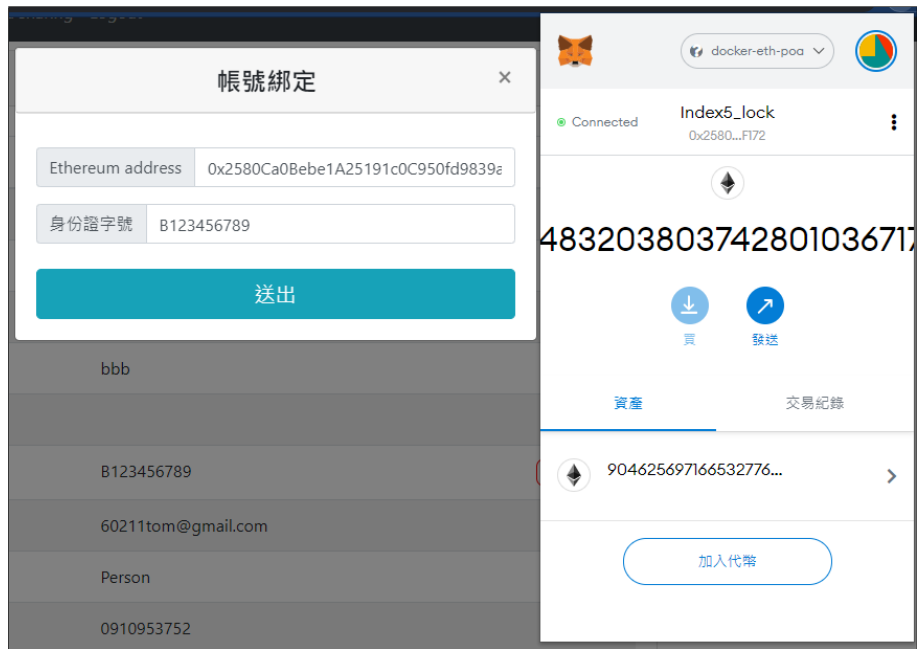 Logout
帳號綁定
×
Ethereum address
0x2580Ca0Bebe1A25191c0C950fd9839a
身份證字號
B123456789
送出
bbb
B123456789
60211tom@gmail.com
Person
0910953752
docker-eth-poa
Connected
Index5_lock
0x2580...F172
48320380374280103671
買
發送
資產
交易紀錄
904625697166532776...
加入代幣